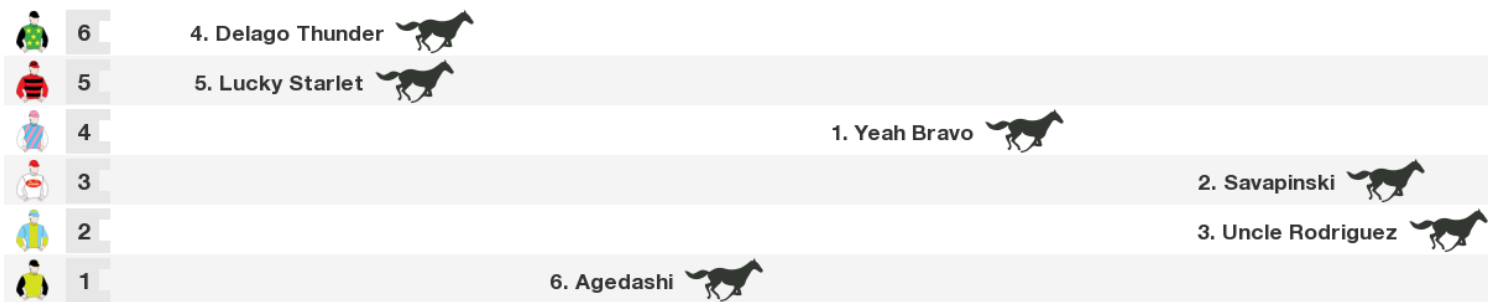 6 4. Delago Thunder
5 5. Lucky Starlet
4 1. Yeah Bravo
3 2. Savapinski
2 3. Uncle Rodriguez
1 6. Agedashi